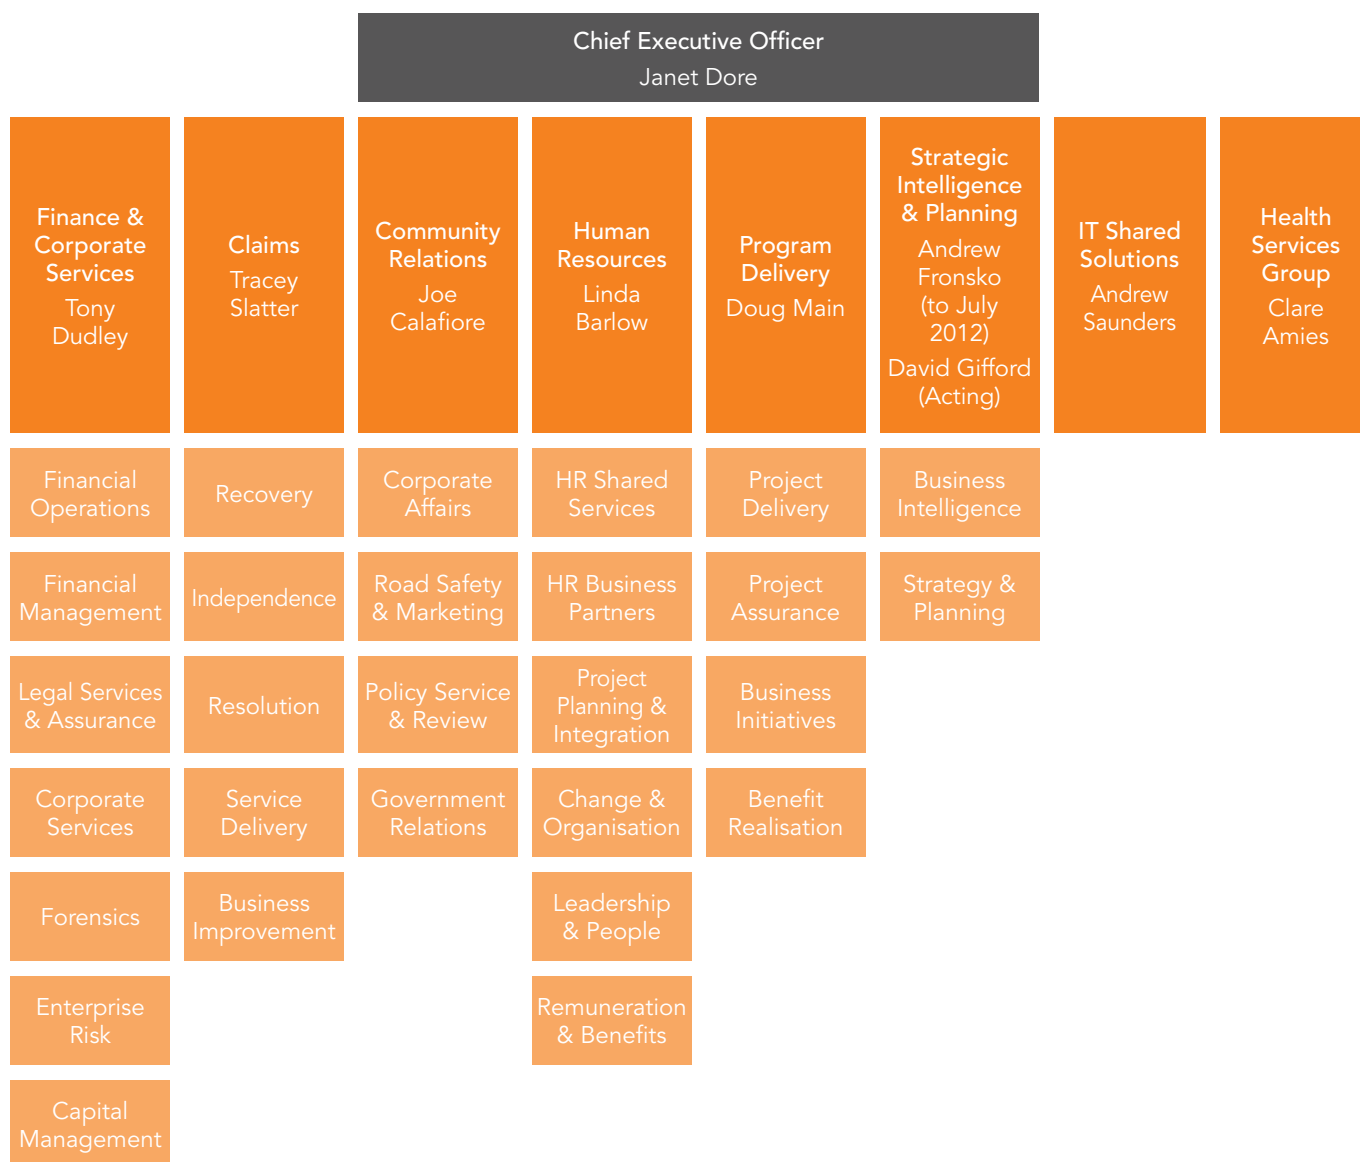 Chief Executive Officer
Janet Dore
Finance &
Corporate
Services
Tony
Dudley
Claims
Tracey
Slatter
Community
Relations
Joe
Calafiore
Human
Resources
Linda
Barlow
Program
Delivery
Doug Main
Strategic
Intelligence
& Planning
Andrew
Fronsko
(to July
2012)
David Gifford
(Acting)
IT Shared
Solutions
Andrew
Saunders
Health
Services
Group
Clare
Amies
Financial
Operations
Recovery
Corporate
Affairs
HR Shared
Services
Project
Delivery
Business
Intelligence
Financial
Management
Independence
Road Safety
& Marketing
HR Business
Partners
Project
Assurance
Strategy &
Planning
Legal Services
& Assurance
Resolution
Policy Service
& Review
Project
Planning &
Integration
Business
Initiatives
Corporate
Services
Service
Delivery
Government
Relations
Change &
Organisation
Benefit
Realisation
Forensics
Business
Improvement
Leadership
& People
Enterprise
Risk
Remuneration
& Benefits
Capital
Management